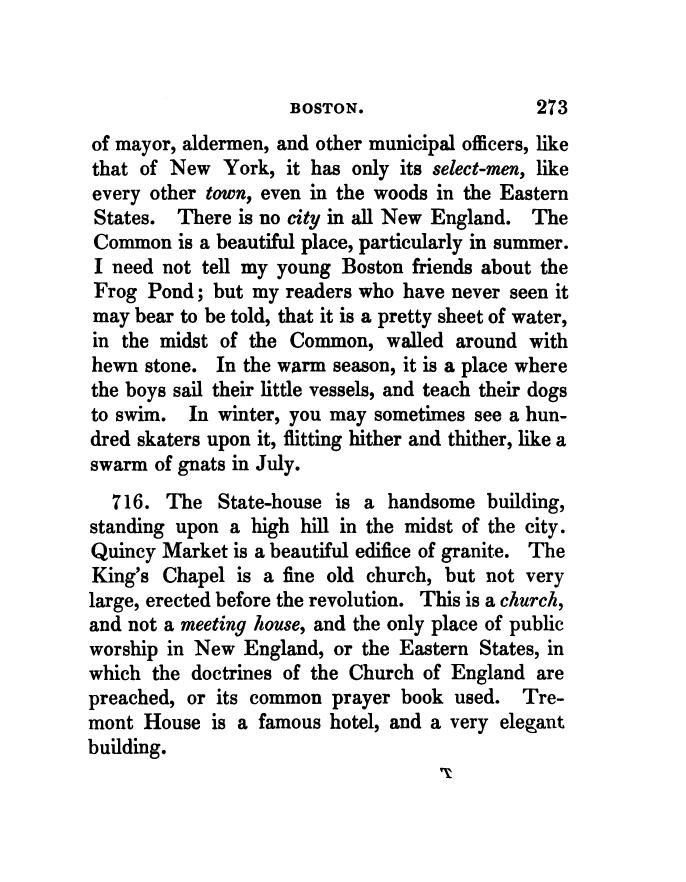 BOSTON. 273
of mayor, aldermen, and other municipal officers, like
that of New York, it has only its select-men, like
every other town, even in the woods in the Eastern
States. There is no city in all New England. The
Common is a beautiful place, particularly in summer.
I need not tell my young Boston friends about the
Frog Pond; but my readers who have never seen it
may bear to be told, that it is a pretty sheet of water,
in the midst of the Common, walled around with
hewn stone. In the warm season, it is a place where
the boys sail their little vessels, and teach their dogs
to swim. In winter, you may sometimes see a hun-
dred skaters upon it, flitting hither and thither, like a
swarm of gnats in July.
716. The State-house is a handsome building,
standing upon a high hill in the midst of the city.
Quincy Market is a beautiful edifice of granite. The
King's Chapel is a fine old church, but not very
large, erected before the revolution. This is a church,
and not a meeting house, and the only place of public
worship in New England, or the Eastern States, in
which the doctrines of the Church of England are
preached, or its common prayer book used. Tre-
mont House is a famous hotel, and a very elegant
building.
T